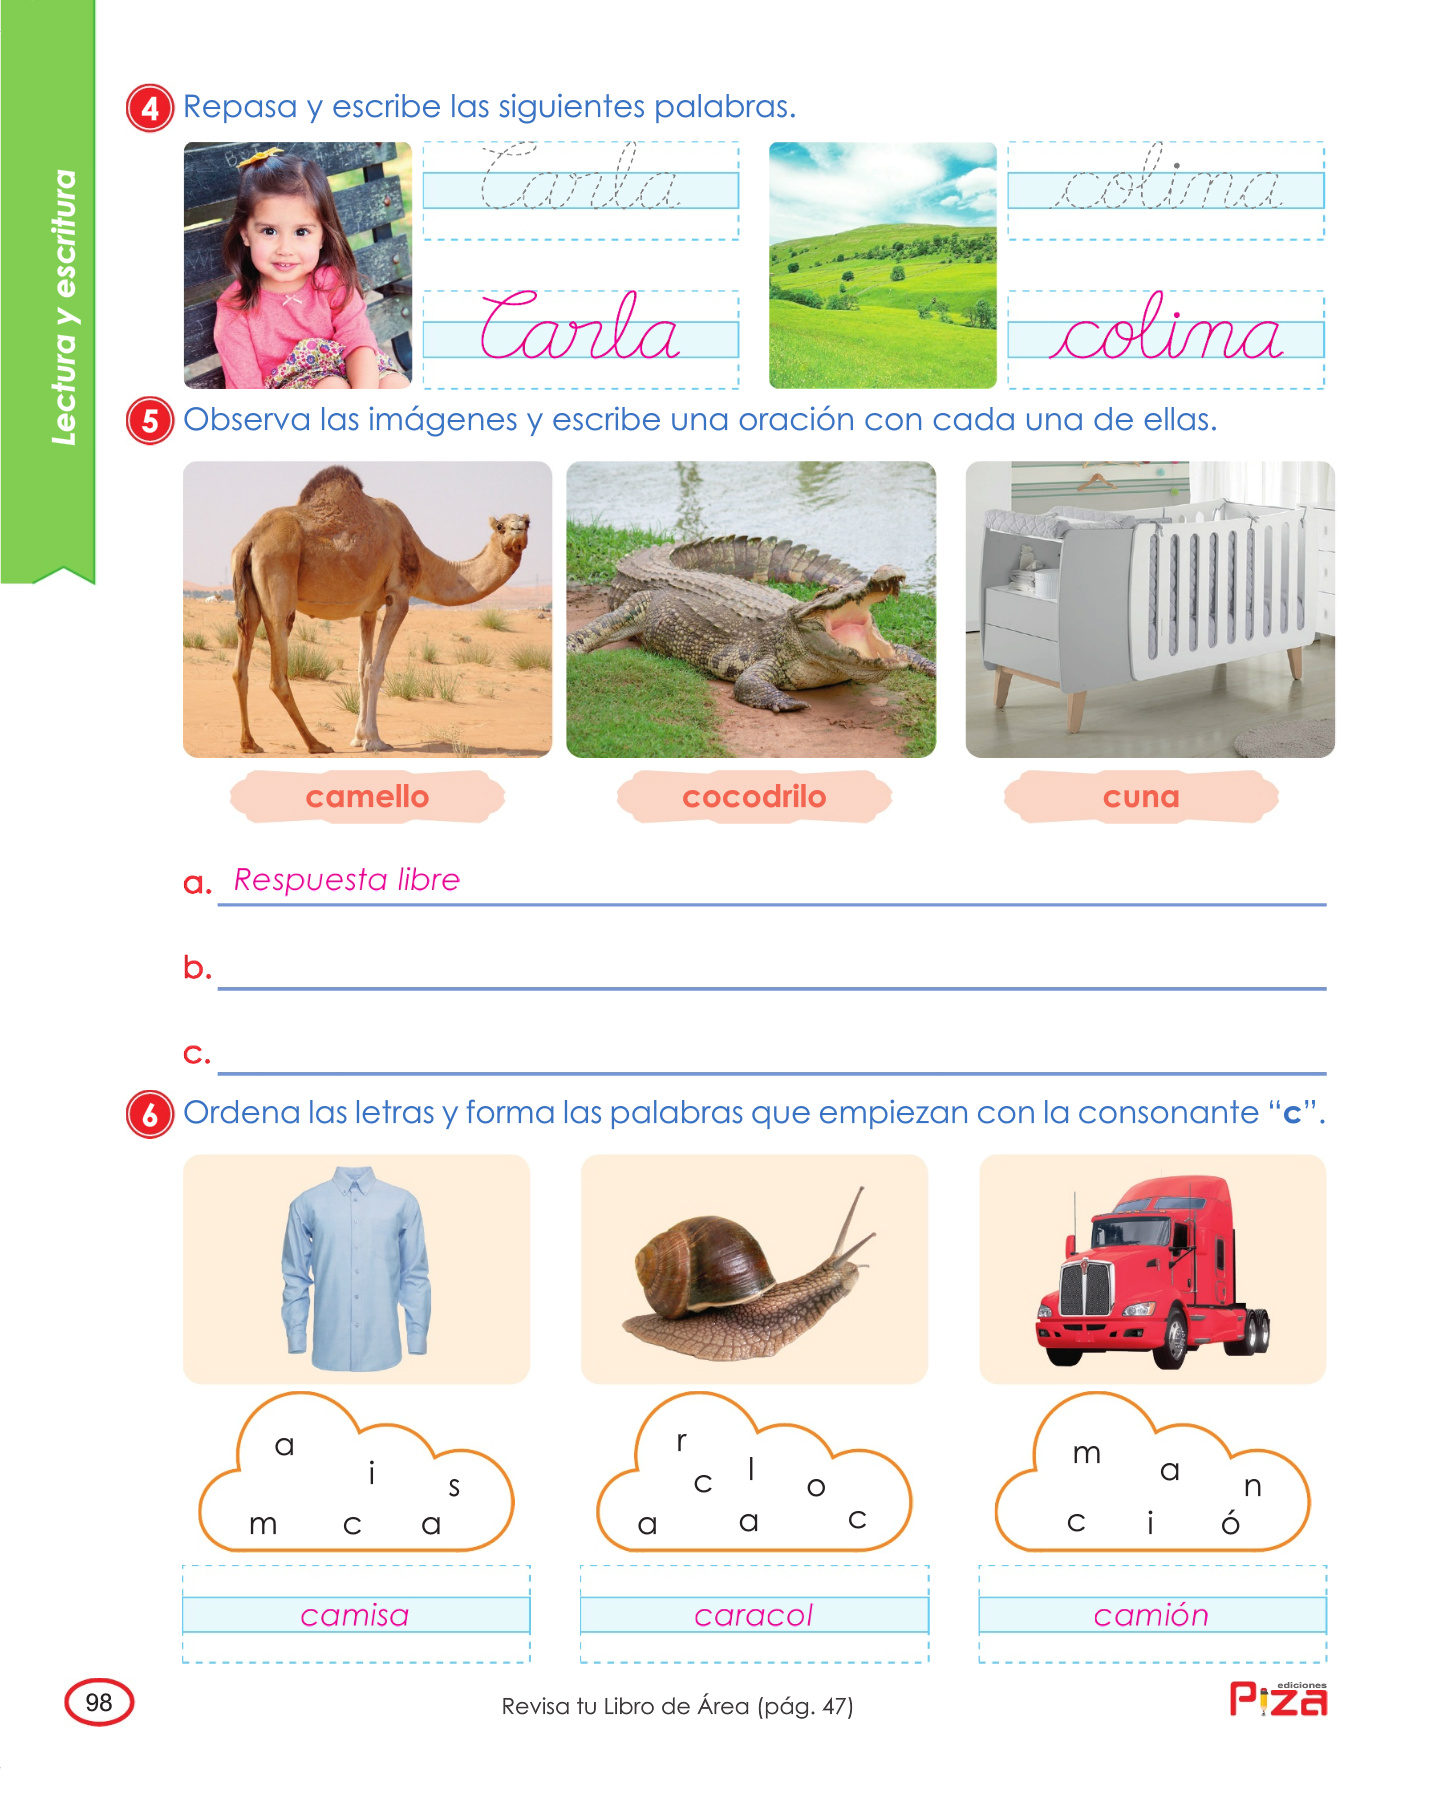 Lectura y escritura
4 Repasa y escribe las siguientes palabras.
Carla
colina
Carla
colina
5 Observa las imágenes y escribe una oración con cada una de ellas.
camello
cocodrilo
cuna
a. Respuesta libre
b.
c.
6 Ordena las letras y forma las palabras que empiezan con la consonante “c”.
a
i
s
m c a
r
c l o
a a c
m
a
n
c i ó
camisa
caracol
camión
98
Revisa tu Libro de Área (pág. 47)
ediciones
Piza